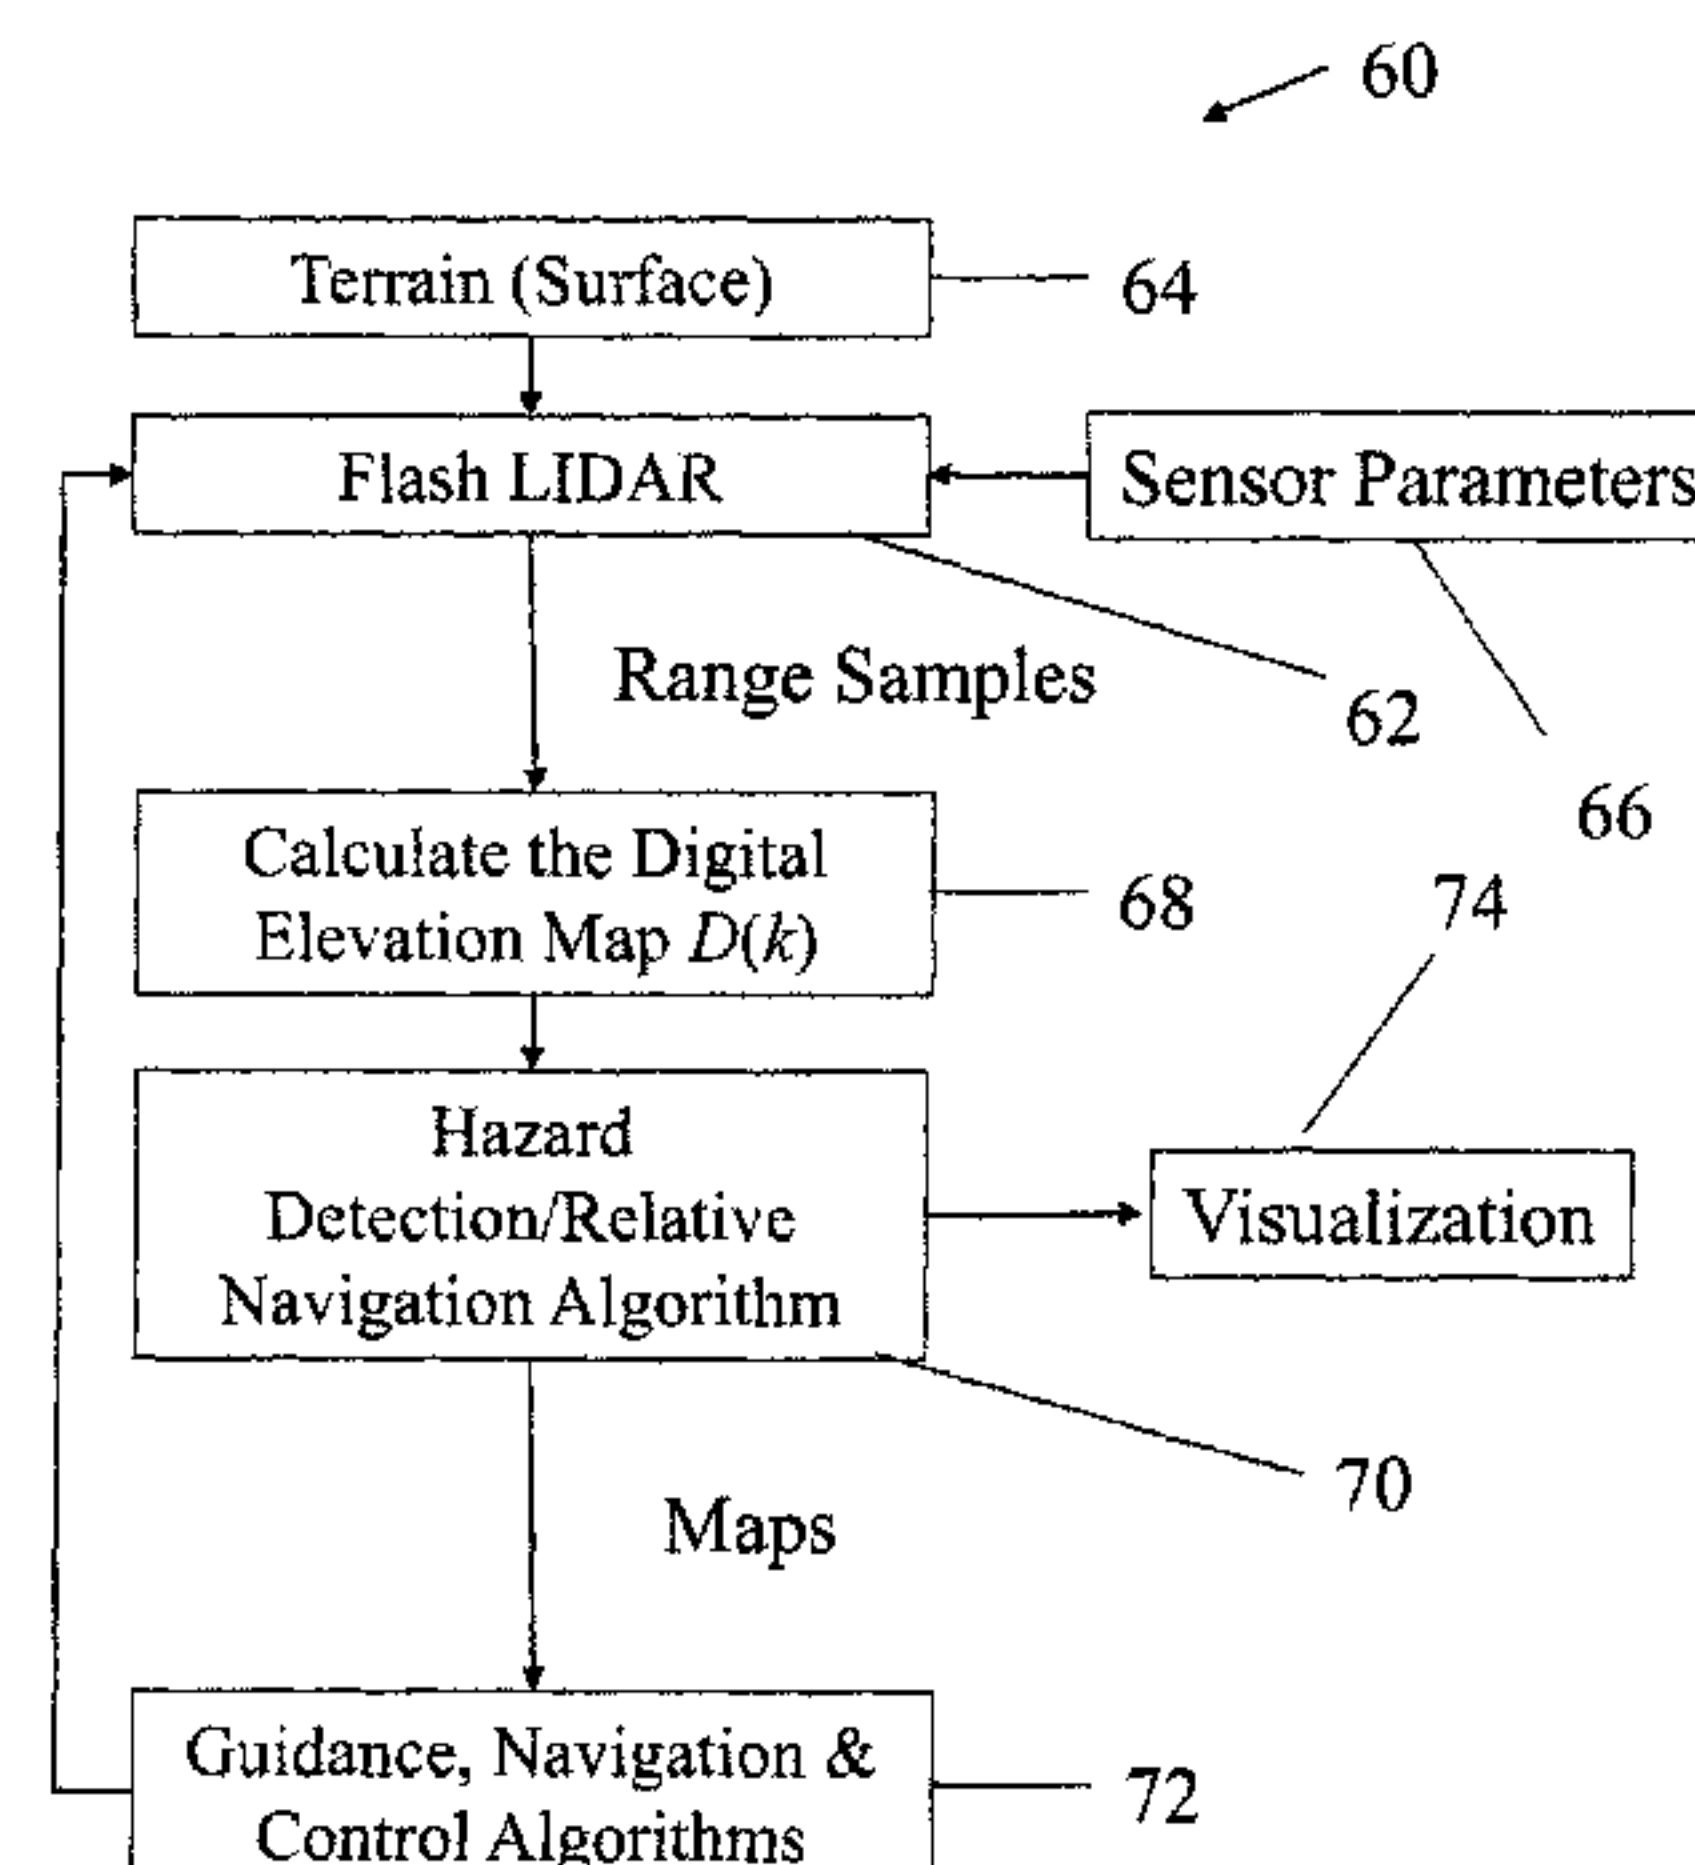 60
Terrain (Surface)
64
Flash LIDAR
Sensor Parameters
Range Samples
62
66
Calculate the Digital
Elevation Map D(k)
68
74
Hazard
Detection/Relative
Navigation Algorithm
Visualization
70
Maps
Guidance, Navigation &
Control Algorithms
72